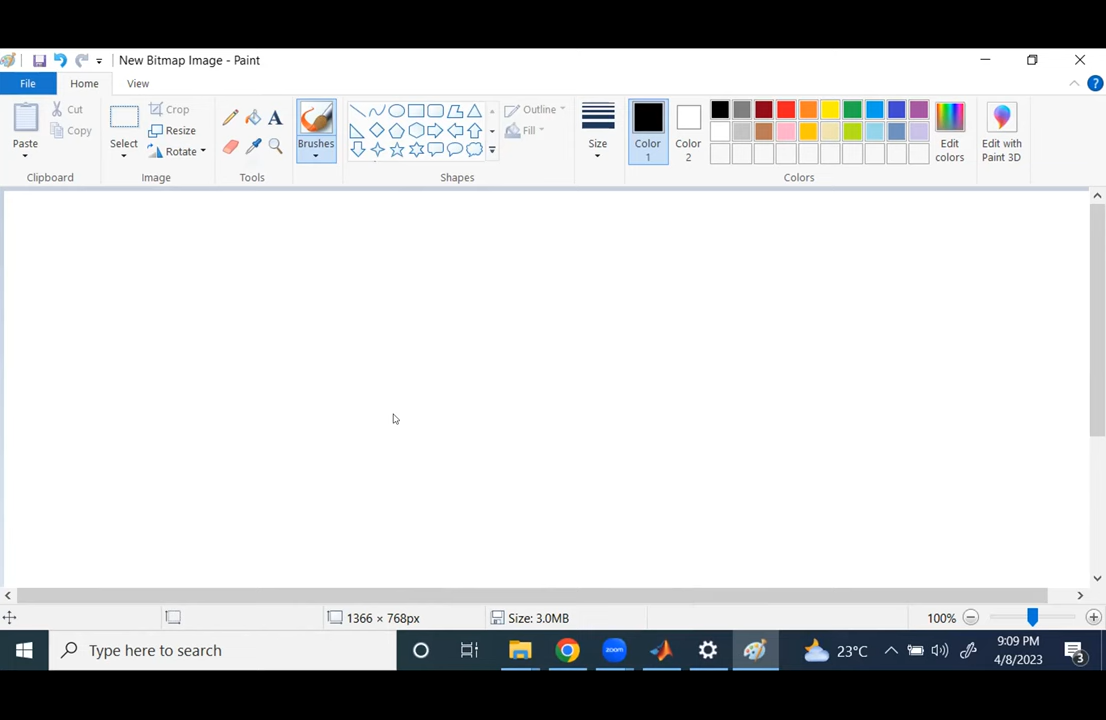 New Bitmap Image - Paint
File Home View
Paste
Cut
Copy
Clipboard
Select
Crop
Resize
Rotate
Image
A
Tools
Brushes
Outline
Fill
Shapes
Size
Color 1
Color 2
Edit colors
Colors
Edit with Paint 3D
1366 × 768px
Size: 3.0MB
100%
Type here to search
zoom
23°C
9:09 PM
4/8/2023
3